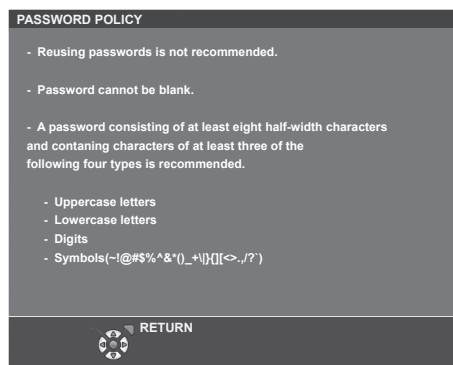 PASSWORD POLICY
- Reusing passwords is not recommended.
- Password cannot be blank.
- A password consisting of at least eight half-width characters
and contaning characters of at least three of the
following four types is recommended.
- Uppercase letters
- Lowercase letters
- Digits
- Symbols(~!@#$%^&*()_+\|}{][<>.,/?`)
RETURN